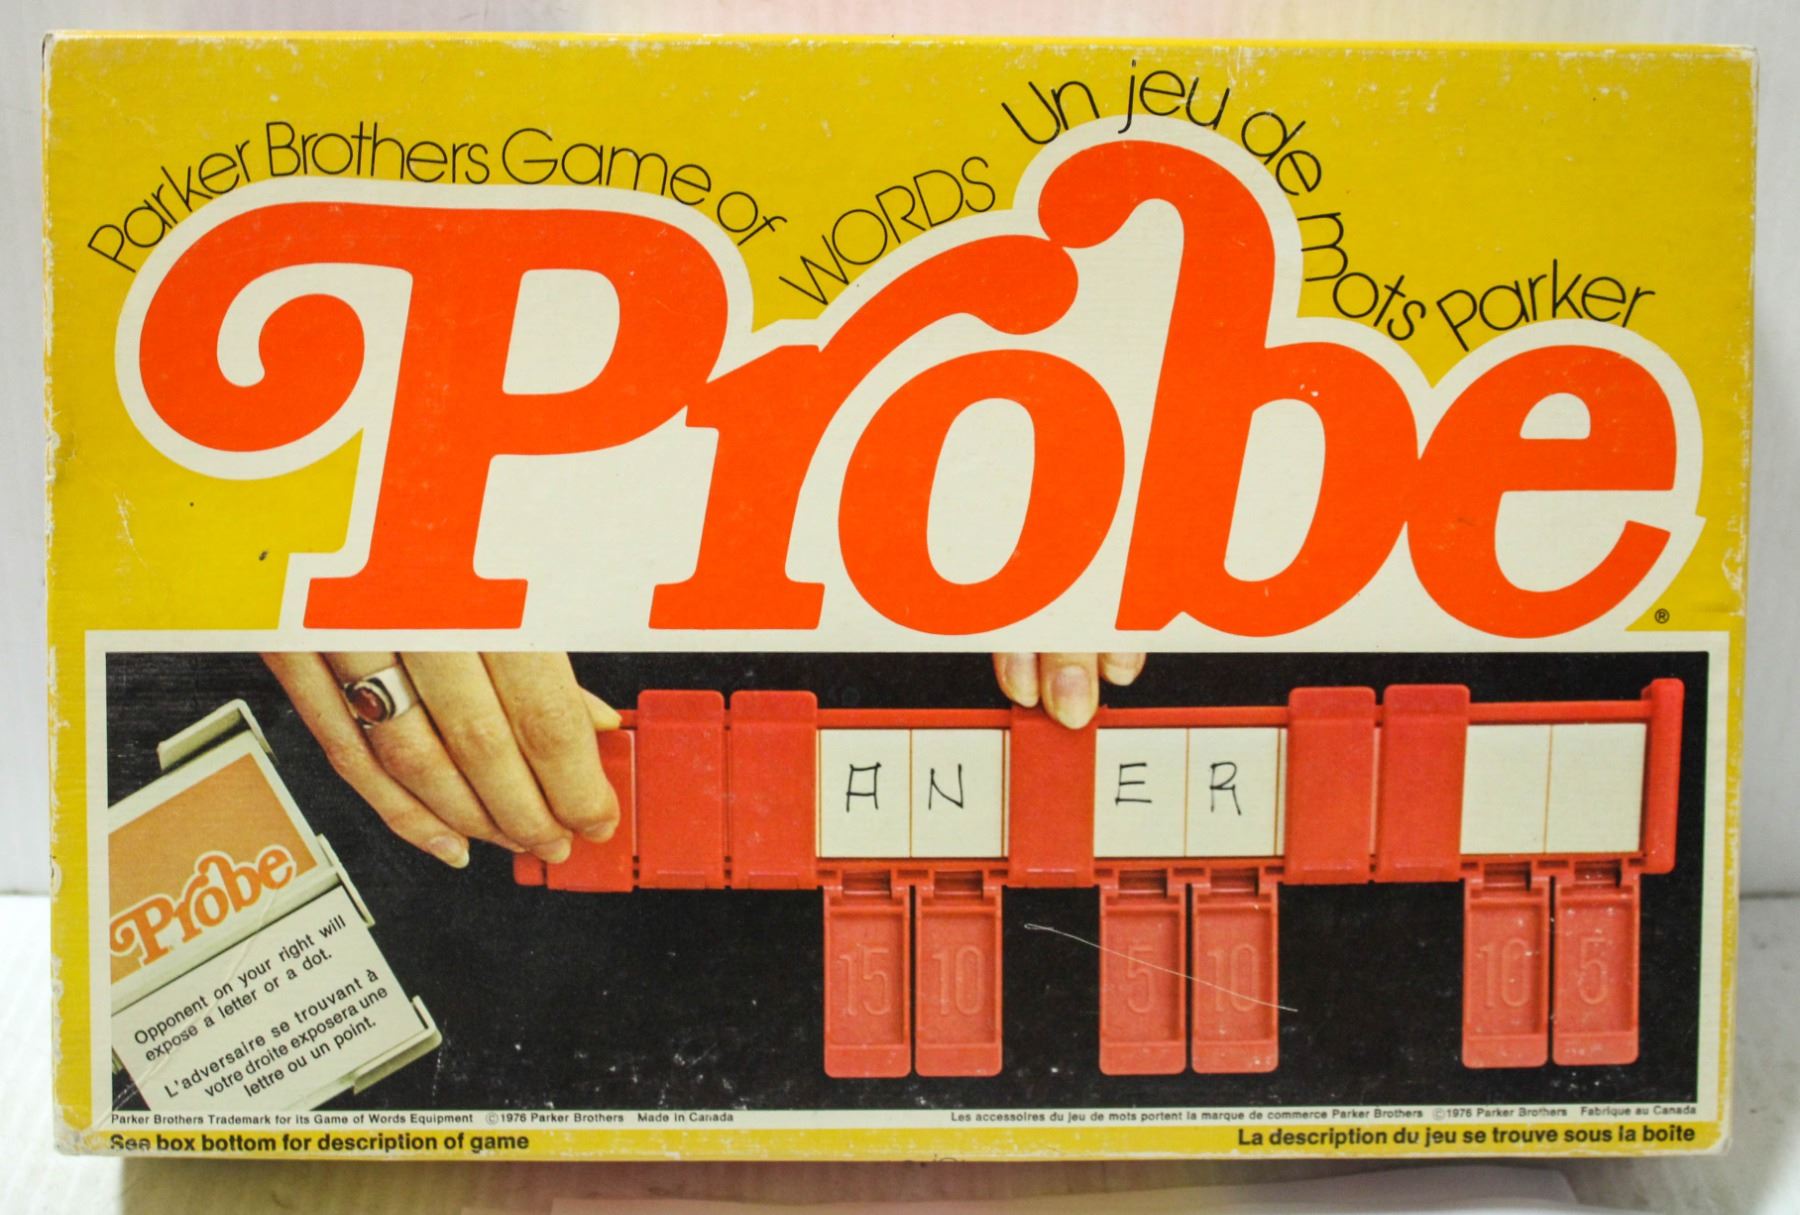 Parker Brothers Game of WORDS Un jeu de mots Parker
Probe
®
A N E R
15 10 5 10 10 5
Probe
Opponent on your right will
expose a letter or a dot.
L'adversaire se trouvant à
votre droite exposera une
lettre ou un point.
Parker Brothers Trademark for its Game of Words Equipment ©1976 Parker Brothers Made in Canada
Les accessoires du jeu de mots portent la marque de commerce Parker Brothers ©1976 Parker Brothers Fabrique au Canada
See box bottom for description of game
La description du jeu se trouve sous la boîte